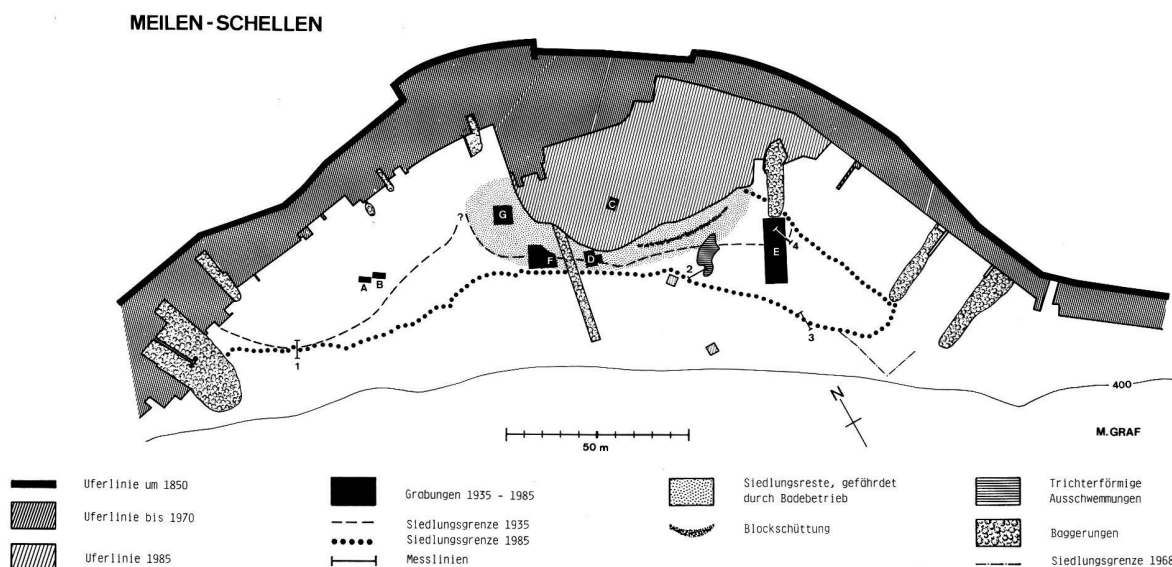 MEILEN - SCHELLEN
C
G
?
F
D
E
4
2
A
B
3
1
400
N
50 m
M. GRAF
Uferlinie um 1850
Uferlinie bis 1970
Uferlinie 1985
Grabungen 1935 - 1985
Siedlungsgrenze 1935
Siedlungsgrenze 1985
Messlinien
Siedlungsreste, gefährdet
durch Badebetrieb
Blockschüttung
Trichterförmige
Ausschwemmungen
Baggerungen
Siedlungsgrenze 1968